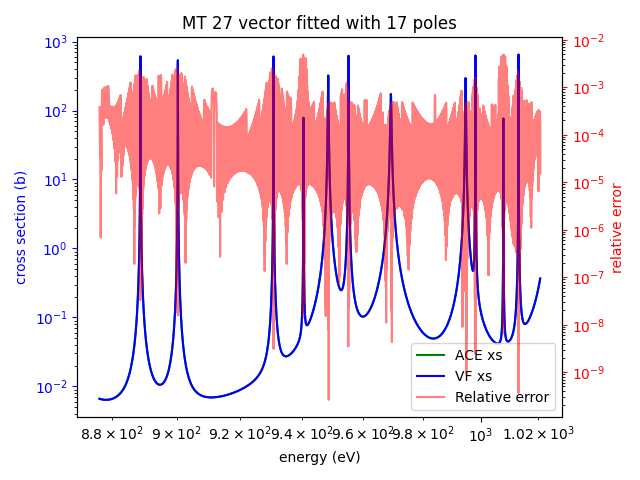 MT 27 vector fitted with 17 poles
10³
10²
10¹
10⁰
10⁻¹
10⁻²
cross section (b)
10⁻²
10⁻³
10⁻⁴
10⁻⁵
10⁻⁶
10⁻⁷
10⁻⁸
10⁻⁹
relative error
ACE xs
VF xs
Relative error
8.8 × 10² 9 × 10² 9.2 × 10² 9.4 × 10² 9.6 × 10² 9.8 × 10² 10³ 1.02 × 10³
energy (eV)